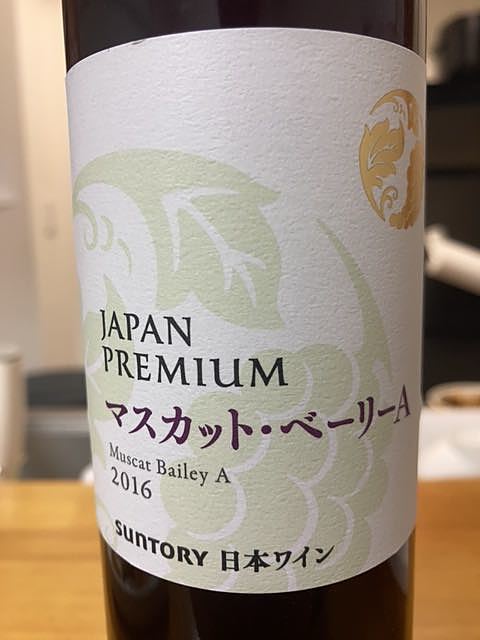 JAPAN
PREMIUM
マスカット・ベーリーA
Muscat Bailey A
2016
SUNTORY 日本ワイン